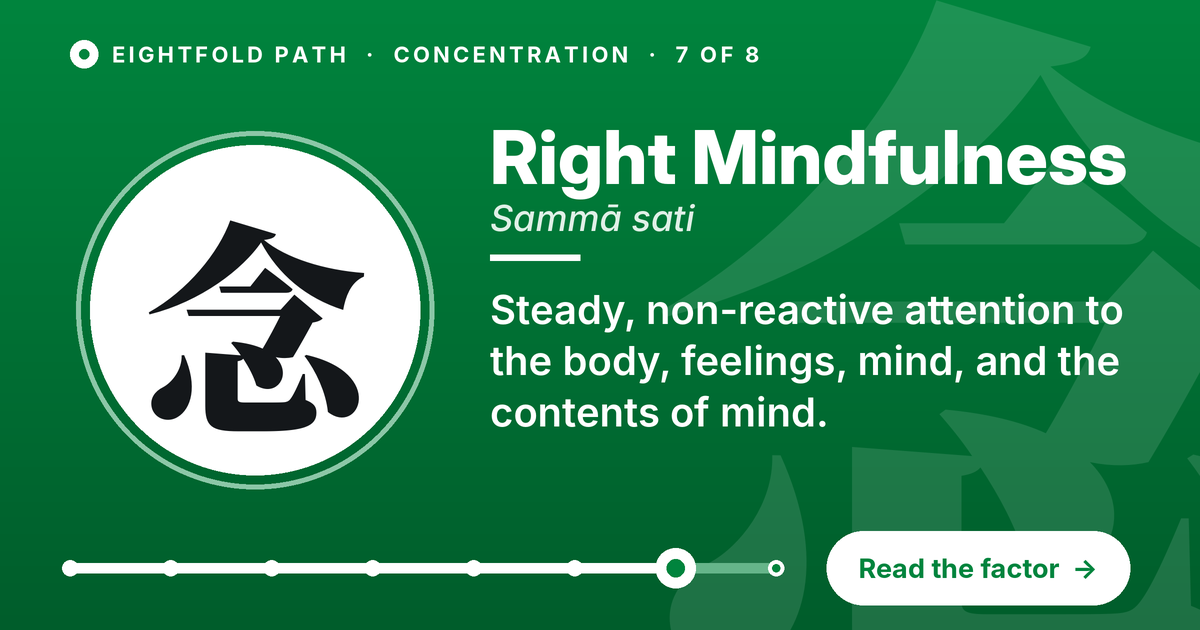 EIGHTFOLD PATH · CONCENTRATION · 7 OF 8
念
Right Mindfulness
Sammā sati
Steady, non-reactive attention to
the body, feelings, mind, and the
contents of mind.
Read the factor →